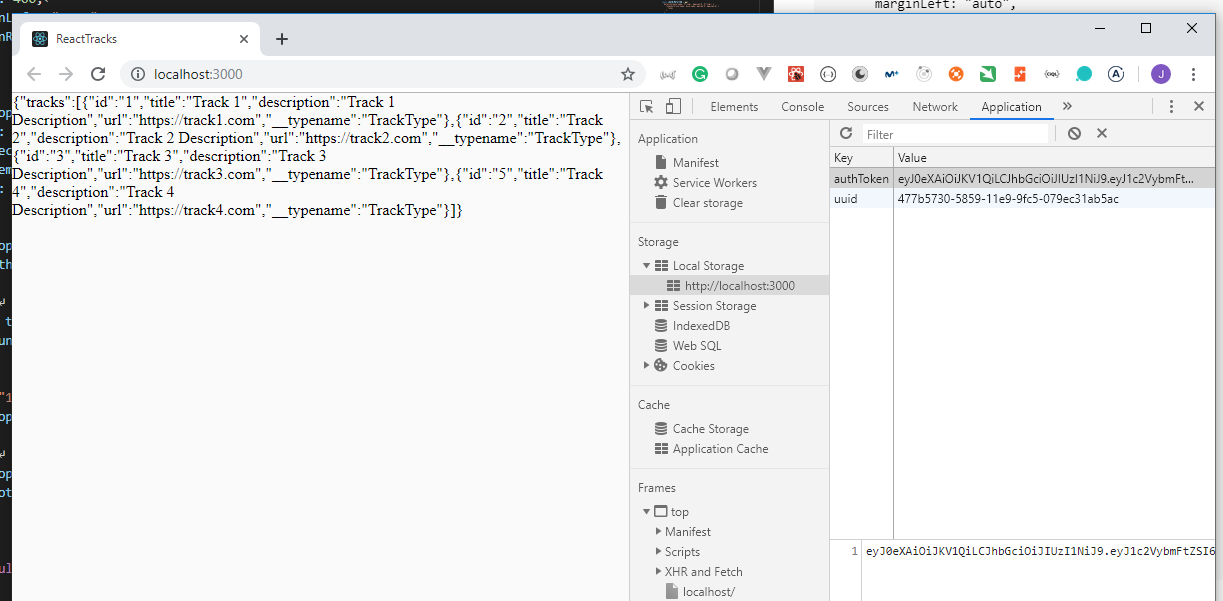 marginLeft: "auto",
ReactTracks
localhost:3000
{"tracks":[{"id":"1","title":"Track 1","description":"Track 1
Description","url":"https://track1.com","__typename":"TrackType"},{"id":"2","title":"Track
2","description":"Track 2 Description","url":"https://track2.com","__typename":"TrackType"},
{"id":"3","title":"Track 3","description":"Track 3
Description","url":"https://track3.com","__typename":"TrackType"},{"id":"5","title":"Track
4","description":"Track 4
Description","url":"https://track4.com","__typename":"TrackType"}]}
Elements Console Sources Network Application »
Application
Manifest
Service Workers
Clear storage
Storage
Local Storage
http://localhost:3000
Session Storage
IndexedDB
Web SQL
Cookies
Cache
Cache Storage
Application Cache
Frames
top
Manifest
Scripts
XHR and Fetch
localhost/
Filter
Key Value
authToken eyJ0eXAiOiJKV1QiLCJhbGciOiJIUzI1NiJ9.eyJ1c2VybmFt...
uuid 477b5730-5859-11e9-9fc5-079ec31ab5ac
1 eyJ0eXAiOiJKV1QiLCJhbGciOiJIUzI1NiJ9.eyJ1c2VybmFtZSI6
J